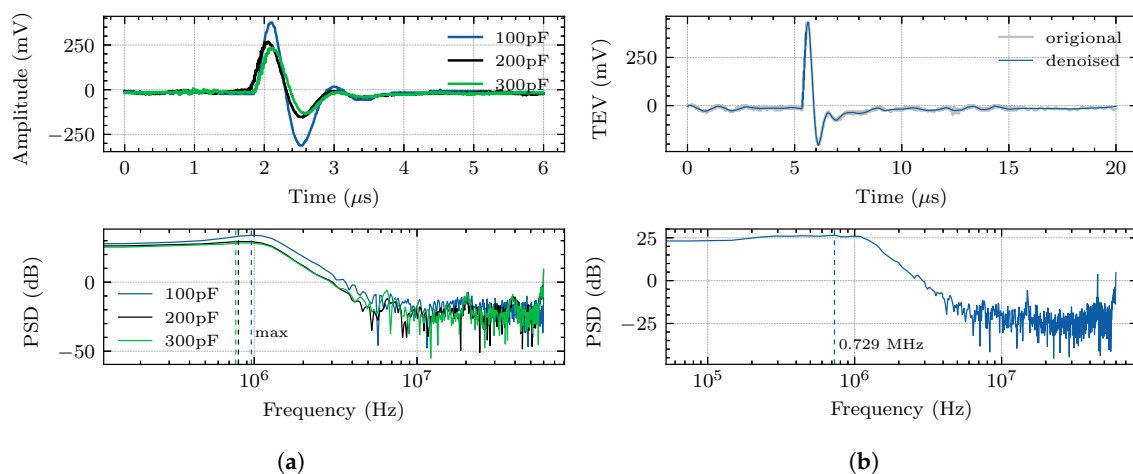 Amplitude (mV)
250
0
−250
100pF
200pF
300pF
0 1 2 3 4 5 6
Time (μs)
TEV (mV)
250
0
origional
denoised
0 5 10 15 20
Time (μs)
PSD (dB)
0
−50
100pF
200pF
300pF
max
10⁶ 10⁷
Frequency (Hz)
PSD (dB)
25
0
−25
0.729 MHz
10⁵ 10⁶ 10⁷
Frequency (Hz)
(a) (b)